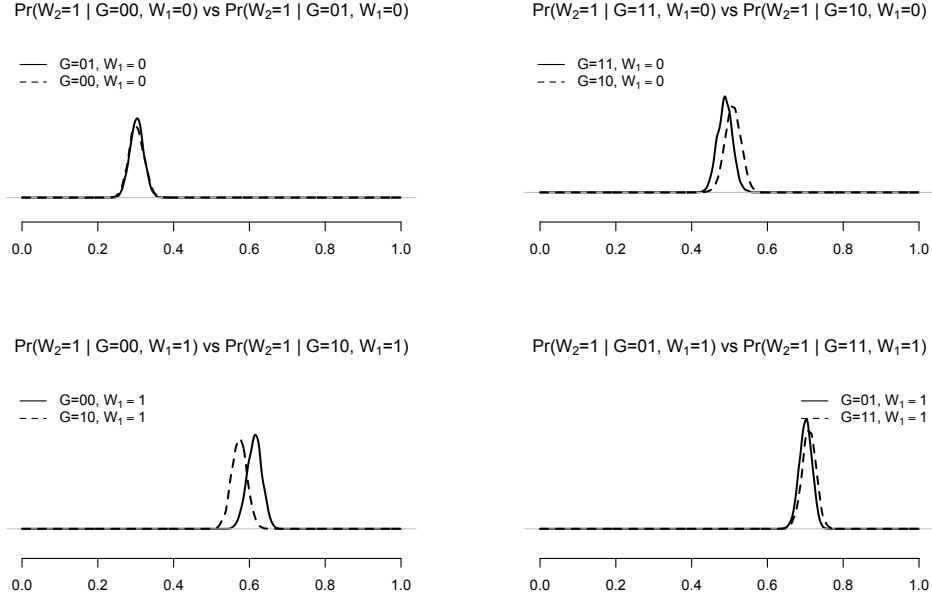 Pr(W₂=1 | G=00, W₁=0) vs Pr(W₂=1 | G=01, W₁=0)
G=01, W₁ = 0
G=00, W₁ = 0
0.0 0.2 0.4 0.6 0.8 1.0
Pr(W₂=1 | G=11, W₁=0) vs Pr(W₂=1 | G=10, W₁=0)
G=11, W₁ = 0
G=10, W₁ = 0
0.0 0.2 0.4 0.6 0.8 1.0
Pr(W₂=1 | G=00, W₁=1) vs Pr(W₂=1 | G=10, W₁=1)
G=00, W₁ = 1
G=10, W₁ = 1
0.0 0.2 0.4 0.6 0.8 1.0
Pr(W₂=1 | G=01, W₁=1) vs Pr(W₂=1 | G=11, W₁=1)
G=01, W₁ = 1
G=11, W₁ = 1
0.0 0.2 0.4 0.6 0.8 1.0